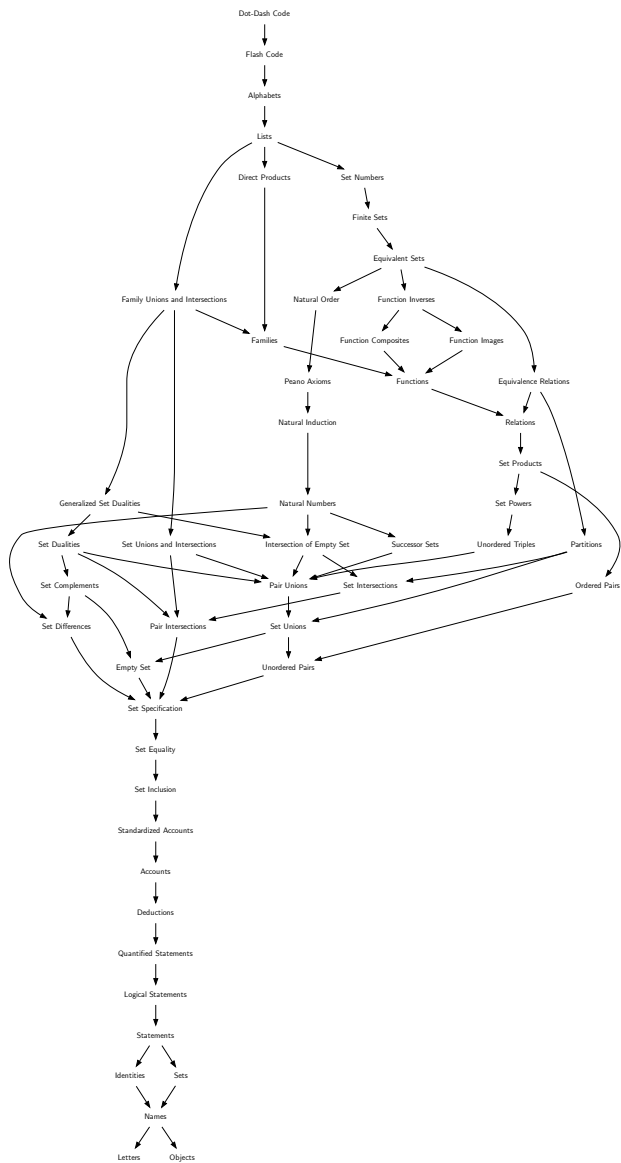 Dot-Dash Code
Flash Code
Alphabets
Lists
Direct Products
Set Numbers
Finite Sets
Equivalent Sets
Family Unions and Intersections
Natural Order
Function Inverses
Families
Function Composites
Function Images
Peano Axioms
Functions
Equivalence Relations
Natural Induction
Relations
Set Products
Generalized Set Dualities
Natural Numbers
Set Powers
Set Dualities
Set Unions and Intersections
Intersection of Empty Set
Successor Sets
Unordered Triples
Partitions
Set Complements
Pair Unions
Set Intersections
Ordered Pairs
Set Differences
Pair Intersections
Set Unions
Empty Set
Unordered Pairs
Set Specification
Set Equality
Set Inclusion
Standardized Accounts
Accounts
Deductions
Quantified Statements
Logical Statements
Statements
Identities
Sets
Names
Letters
Objects